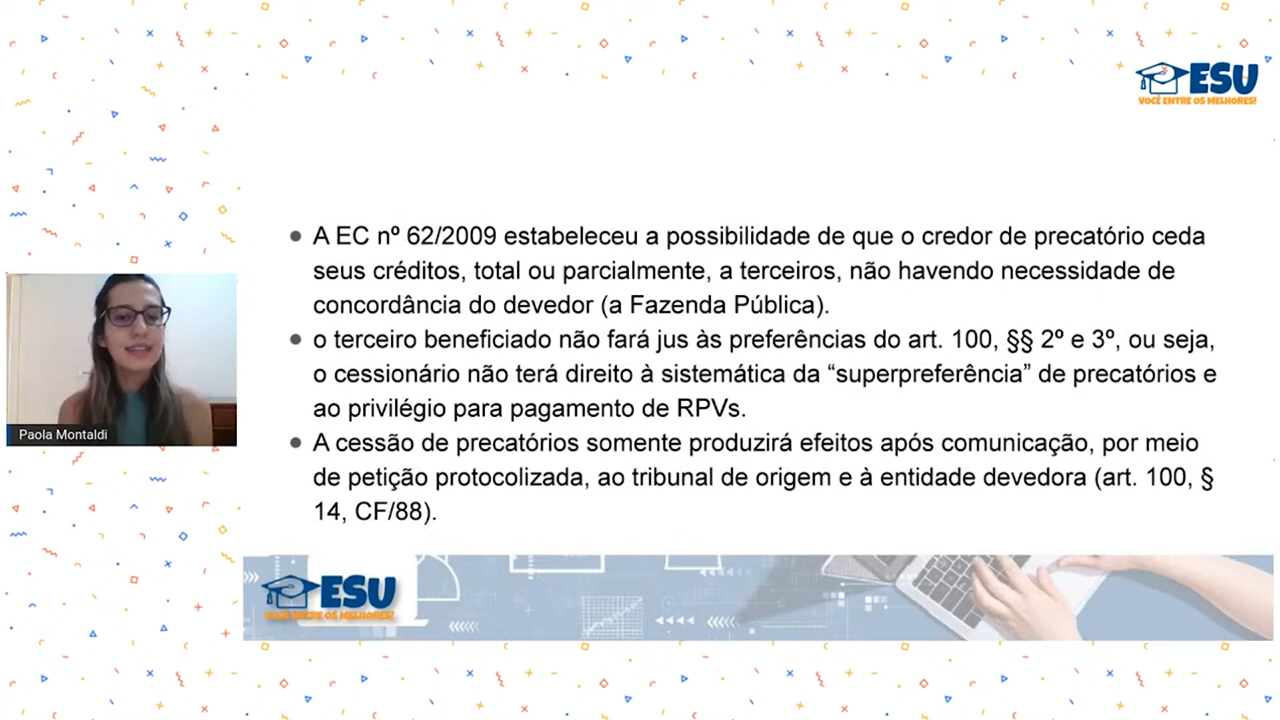 ESU
VOCÊ ENTRE OS MELHORES!
● A EC nº 62/2009 estabeleceu a possibilidade de que o credor de precatório ceda
seus créditos, total ou parcialmente, a terceiros, não havendo necessidade de
concordância do devedor (a Fazenda Pública).
● o terceiro beneficiado não fará jus às preferências do art. 100, §§ 2º e 3º, ou seja,
o cessionário não terá direito à sistemática da “superpreferência” de precatórios e
ao privilégio para pagamento de RPVs.
● A cessão de precatórios somente produzirá efeitos após comunicação, por meio
de petição protocolizada, ao tribunal de origem e à entidade devedora (art. 100, §
14, CF/88).
Paola Montaldi
ESU
VOCÊ ENTRE OS MELHORES!